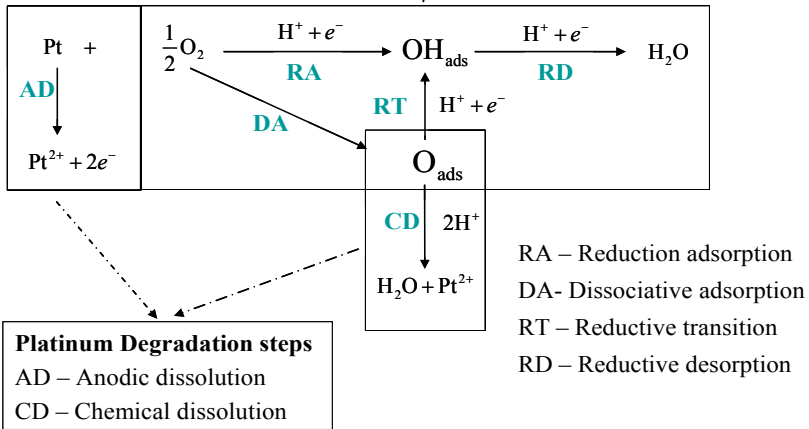 Pt +
½O₂
H⁺ + e⁻
OH_ads
H⁺ + e⁻
H₂O
AD
RA
RT
H⁺ + e⁻
RD
DA
Pt²⁺ + 2e⁻
O_ads
CD
2H⁺
H₂O + Pt²⁺
RA – Reduction adsorption
DA- Dissociative adsorption
RT – Reductive transition
RD – Reductive desorption
Platinum Degradation steps
AD – Anodic dissolution
CD – Chemical dissolution